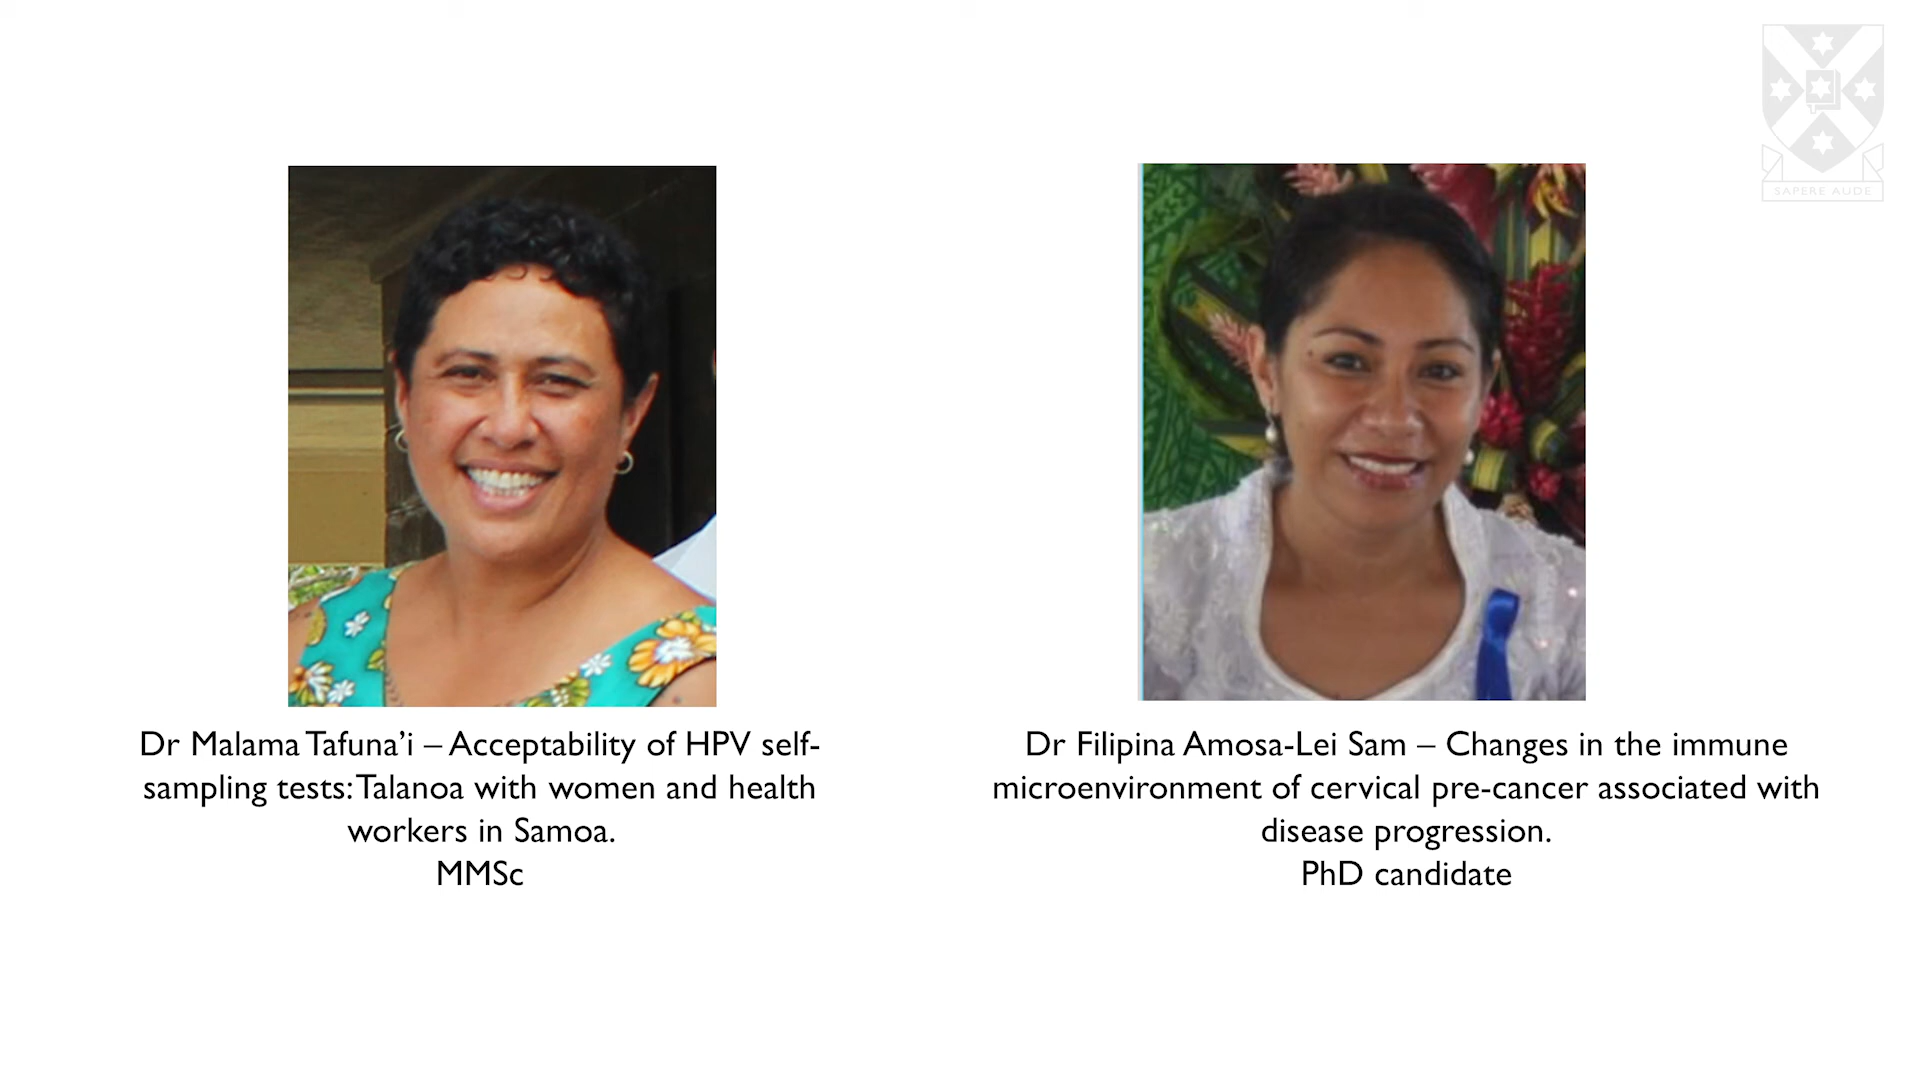 SAPERE AUDE
Dr Malama Tafuna’i – Acceptability of HPV self-
sampling tests: Talanoa with women and health
workers in Samoa.
MMSc
Dr Filipina Amosa-Lei Sam – Changes in the immune
microenvironment of cervical pre-cancer associated with
disease progression.
PhD candidate